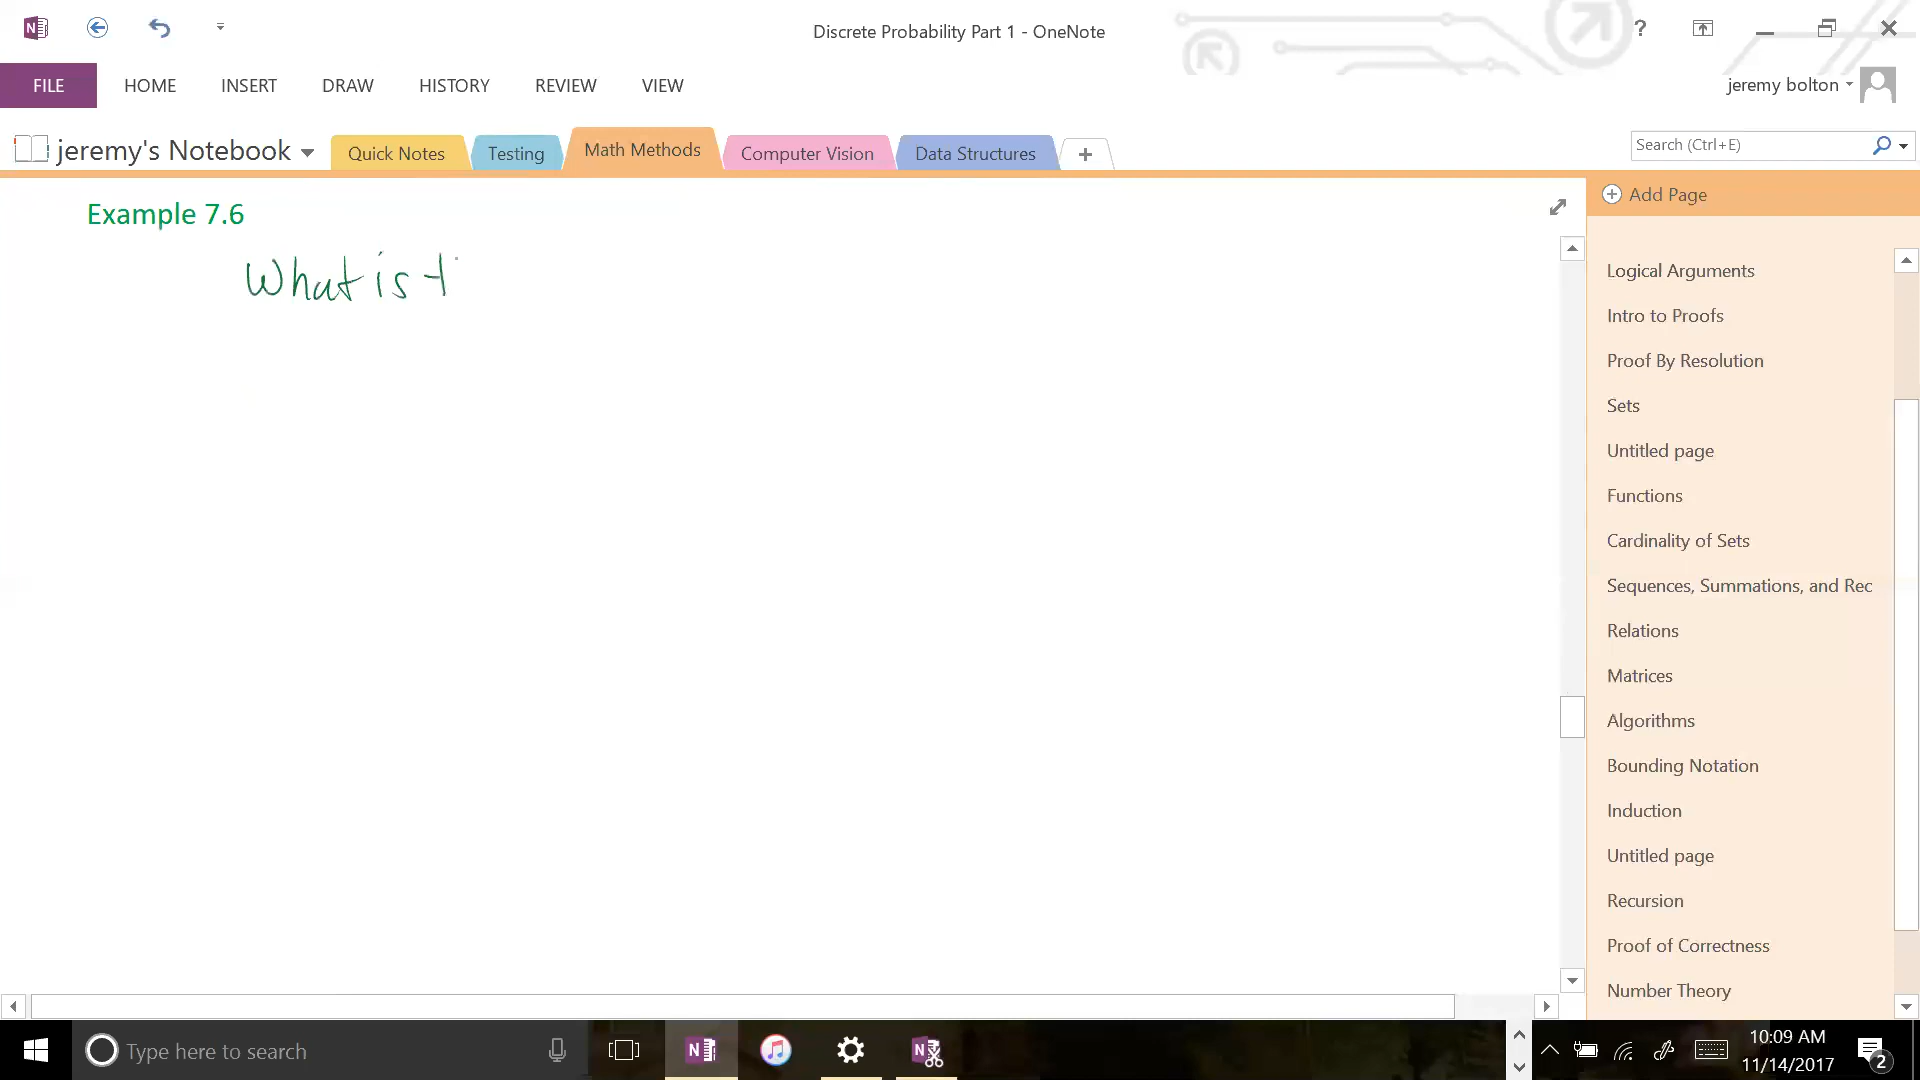 Discrete Probability Part 1 - OneNote
?
FILE HOME INSERT DRAW HISTORY REVIEW VIEW
jeremy bolton
jeremy's Notebook Quick Notes Testing Math Methods Computer Vision Data Structures +
Search (Ctrl+E)
Add Page
Example 7.6
What is t
Logical Arguments
Intro to Proofs
Proof By Resolution
Sets
Untitled page
Functions
Cardinality of Sets
Sequences, Summations, and Rec
Relations
Matrices
Algorithms
Bounding Notation
Induction
Untitled page
Recursion
Proof of Correctness
Number Theory
Type here to search
10:09 AM
11/14/2017
2